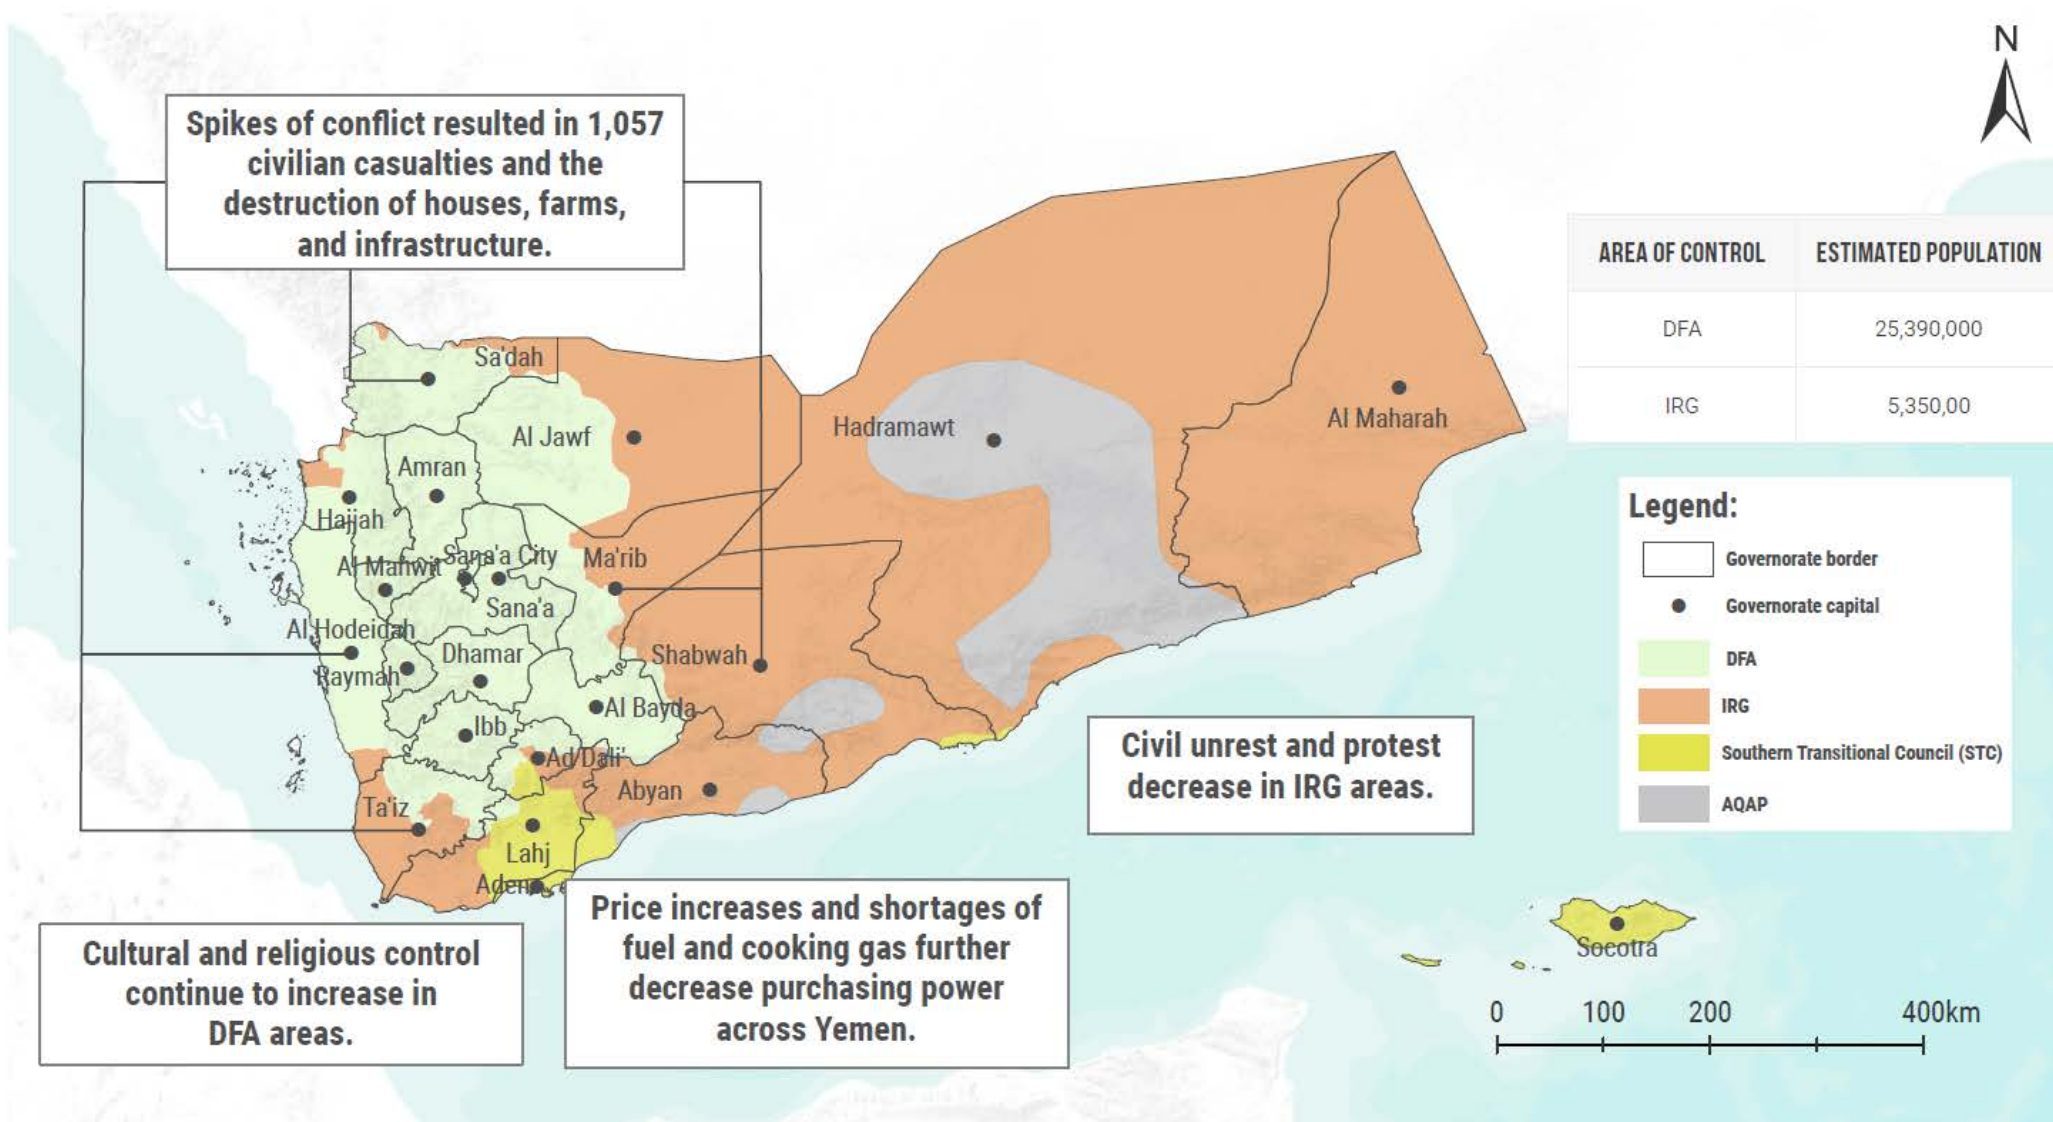 N
Spikes of conflict resulted in 1,057
civilian casualties and the
destruction of houses, farms,
and infrastructure.
AREA OF CONTROL ESTIMATED POPULATION
DFA 25,390,000
IRG 5,350,00
Sa'dah
Al Jawf
Hadramawt
Al Maharah
Amran
Hajjah
Al Mahwit
Sana'a City
Ma'rib
Sana'a
Al Hodeidah
Dhamar
Shabwah
Raymah
Al Bayda
Ibb
Ad Dali'
Abyan
Ta'iz
Lahj
Aden
Socotra
Legend:
Governorate border
Governorate capital
DFA
IRG
Southern Transitional Council (STC)
AQAP
Civil unrest and protest
decrease in IRG areas.
Price increases and shortages of
fuel and cooking gas further
decrease purchasing power
across Yemen.
Cultural and religious control
continue to increase in
DFA areas.
0 100 200 400km